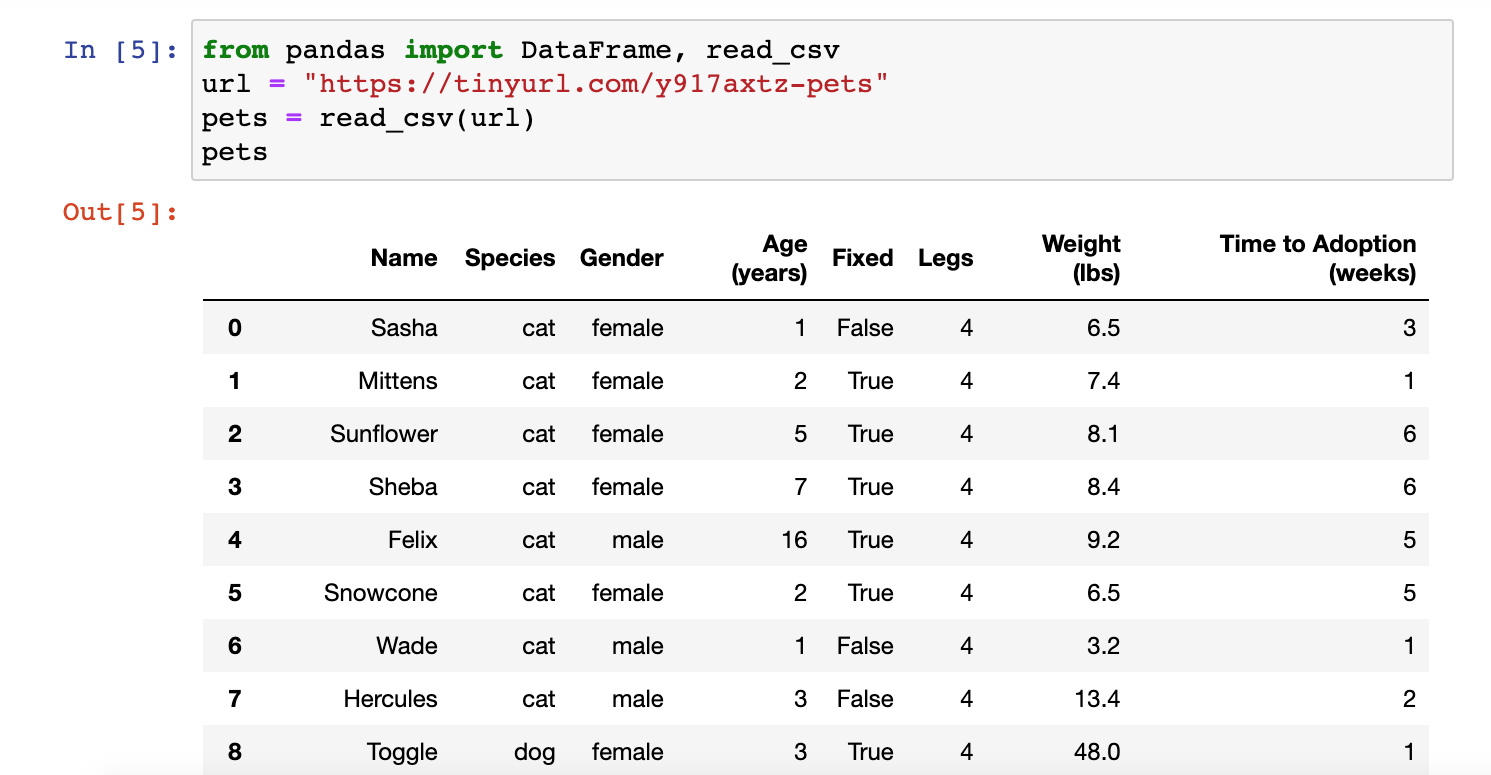 In [5]: from pandas import DataFrame, read_csv
url = "https://tinyurl.com/y917axtz-pets"
pets = read_csv(url)
pets
Out[5]:
Name Species Gender Age (years) Fixed Legs Weight (lbs) Time to Adoption (weeks)
0 Sasha cat female 1 False 4 6.5 3
1 Mittens cat female 2 True 4 7.4 1
2 Sunflower cat female 5 True 4 8.1 6
3 Sheba cat female 7 True 4 8.4 6
4 Felix cat male 16 True 4 9.2 5
5 Snowcone cat female 2 True 4 6.5 5
6 Wade cat male 1 False 4 3.2 1
7 Hercules cat male 3 False 4 13.4 2
8 Toggle dog female 3 True 4 48.0 1